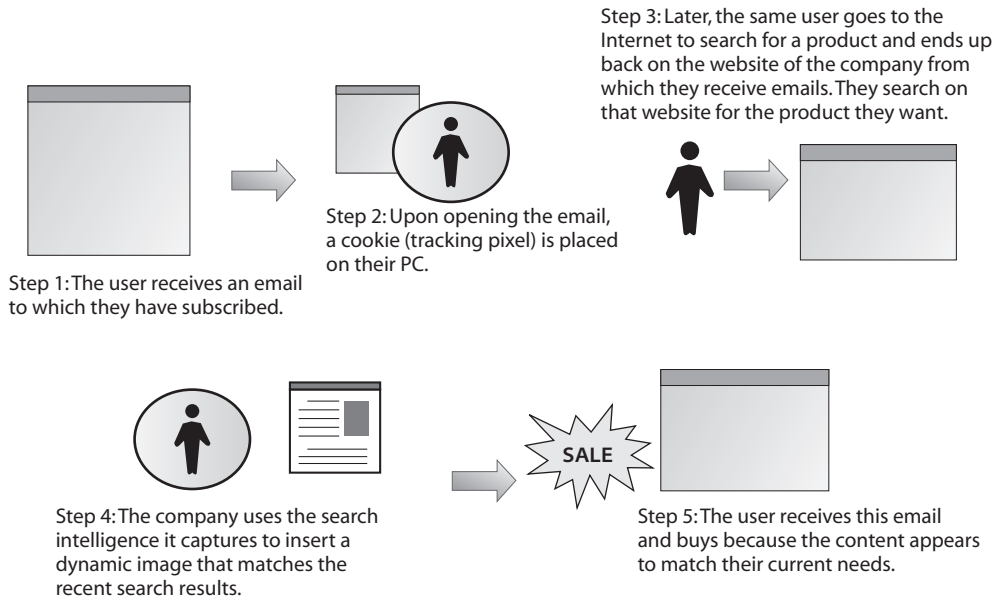 Step 1: The user receives an email
to which they have subscribed.
Step 2: Upon opening the email,
a cookie (tracking pixel) is placed
on their PC.
Step 3: Later, the same user goes to the
Internet to search for a product and ends up
back on the website of the company from
which they receive emails. They search on
that website for the product they want.
Step 4: The company uses the search
intelligence it captures to insert a
dynamic image that matches the
recent search results.
SALE
Step 5: The user receives this email
and buys because the content appears
to match their current needs.